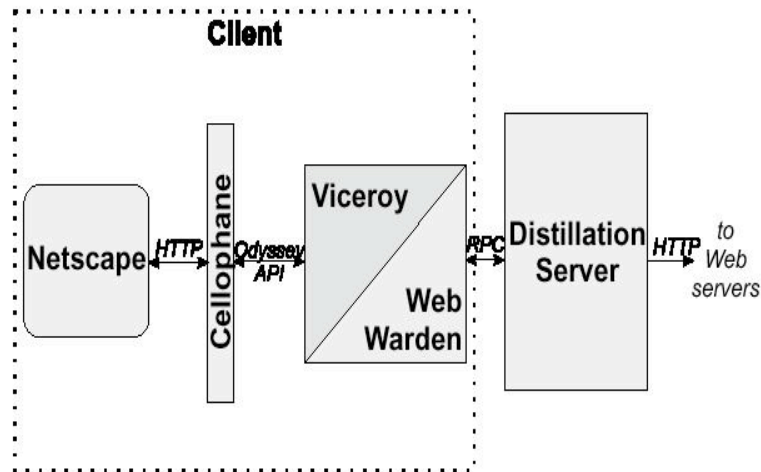 Client
Netscape
HTTP
Cellophane
Odyssey
API
Viceroy
Web
Warden
RPC
Distillation
Server
HTTP
to
Web
servers